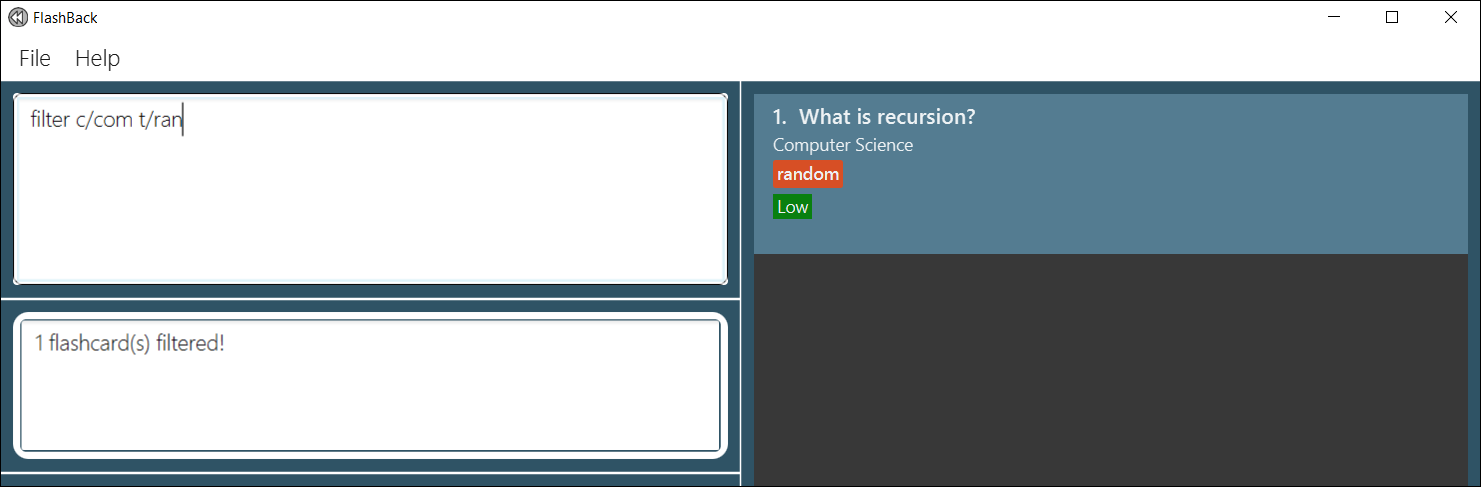 FlashBack
File Help
filter c/com t/ran
1 flashcard(s) filtered!
1. What is recursion?
Computer Science
random
Low